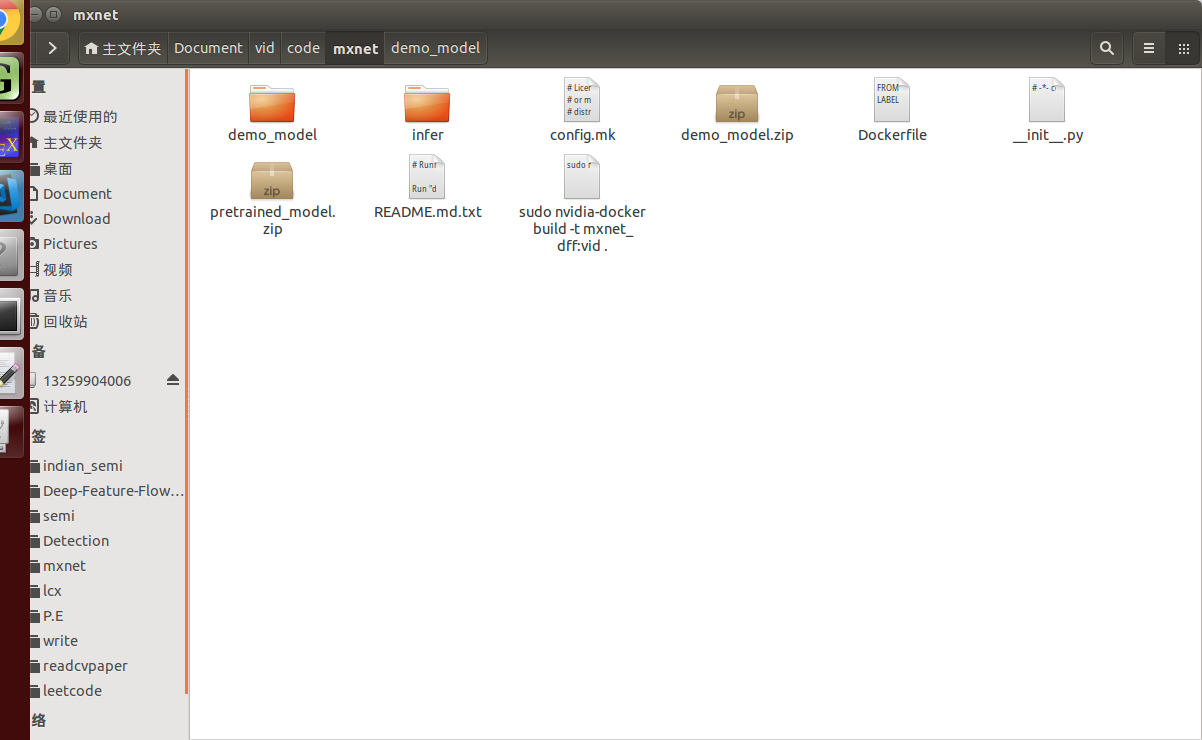 mxnet
主文件夹 Document vid code mxnet demo_model
置
最近使用的
主文件夹
桌面
Document
Download
Pictures
视频
音乐
回收站
备
13259904006
计算机
签
indian_semi
Deep-Feature-Flow…
semi
Detection
mxnet
lcx
P.E
write
readcvpaper
leetcode
络
demo_model
infer
# Licer
# or m
# distr
config.mk
zip
demo_model.zip
FROM
LABEL
Dockerfile
# -*- c
__init__.py
zip
pretrained_model.
zip
# Runr
Run "d
README.md.txt
sudo r
sudo nvidia-docker
build -t mxnet_
dff:vid .